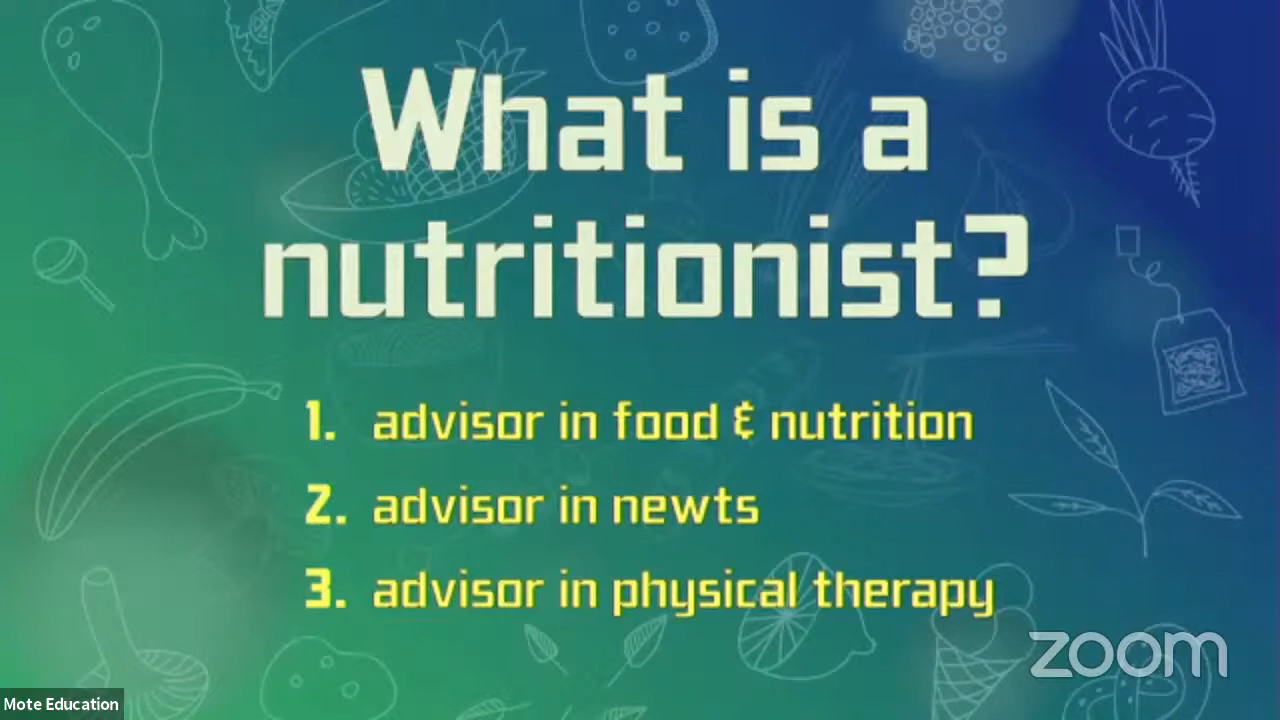 What is a
nutritionist?
1. advisor in food & nutrition
2. advisor in newts
3. advisor in physical therapy
zoom
Mote Education